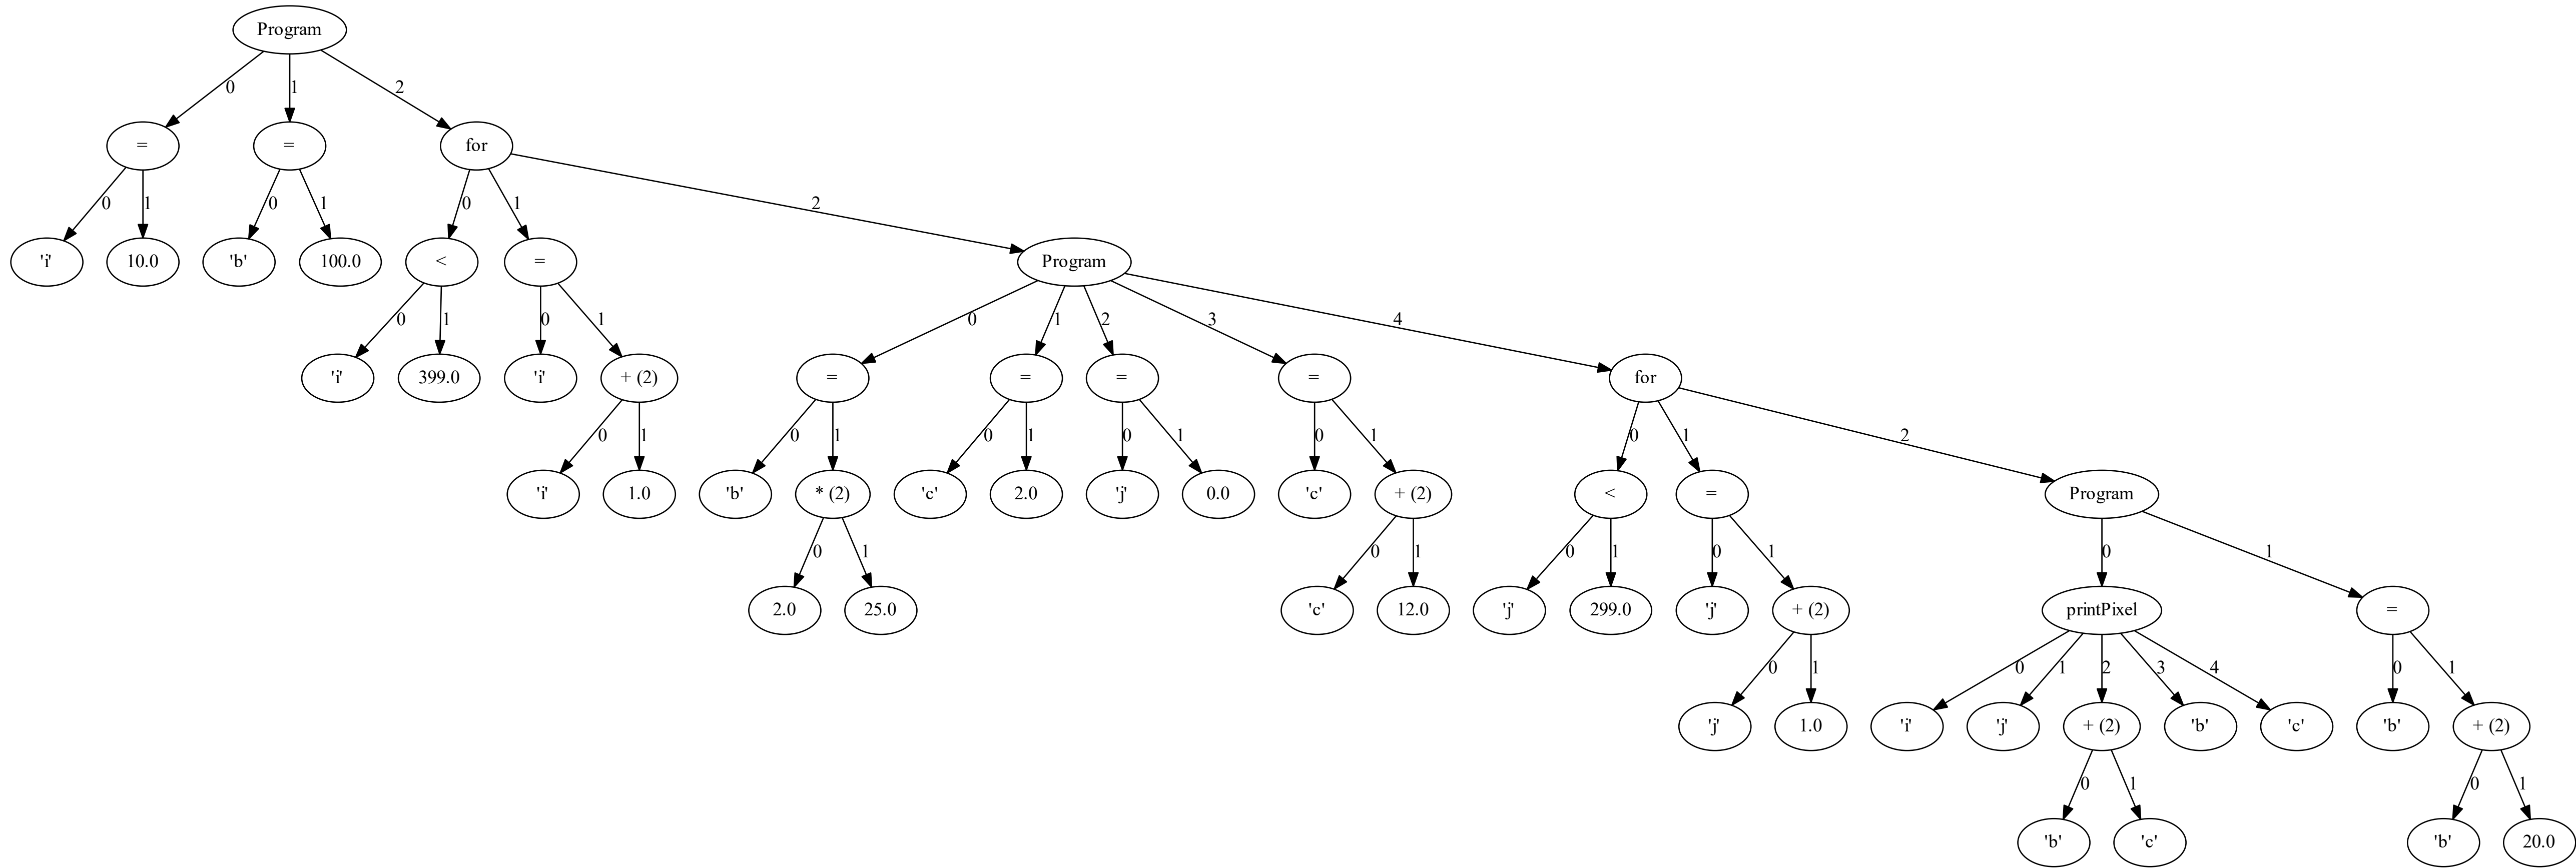 Program
0 1 2
= = for
0 1 0 1 0 1 2
'i' 10.0 'b' 100.0 < = Program
0 1 0 1 0 1 2 3 4
'i' 399.0 'i' + (2) = = = = for
0 1 0 1 0 1 0 1 0 1 0 1 2
'i' 1.0 'b' * (2) 'c' 2.0 'j' 0.0 'c' + (2) < = Program
0 1 0 1 0 1 0 1 0 1
2.0 25.0 'c' 12.0 'j' 299.0 'j' + (2) printPixel =
0 1 0 1 2 3 4 0 1
'j' 1.0 'i' 'j' + (2) 'b' 'c' 'b' + (2)
0 1 0 1
'b' 'c' 'b' 20.0